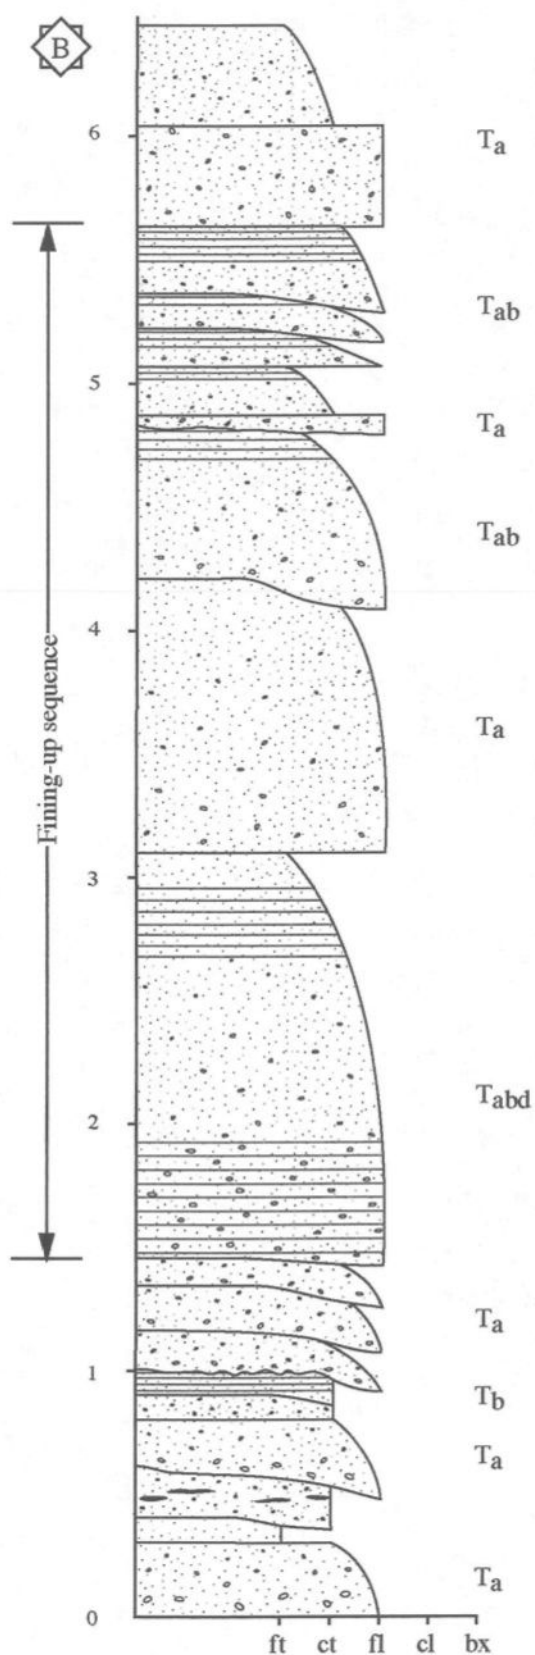 B
6
Ta
Tab
5
Ta
Tab
4
Ta
Fining-up sequence
3
Tabd
2
Ta
1
Tb
Ta
Ta
0
ft ct fl cl bx